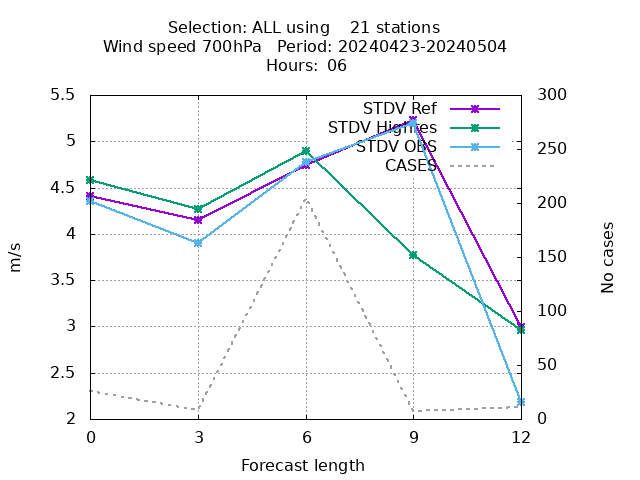 Selection: ALL using    21 stations
Wind speed 700hPa   Period: 20240423-20240504
Hours: 06
STDV Ref
STDV Highres
STDV OBS
CASES
5.5
5
4.5
4
3.5
3
2.5
2
300
250
200
150
100
50
0
m/s
No cases
0 3 6 9 12
Forecast length